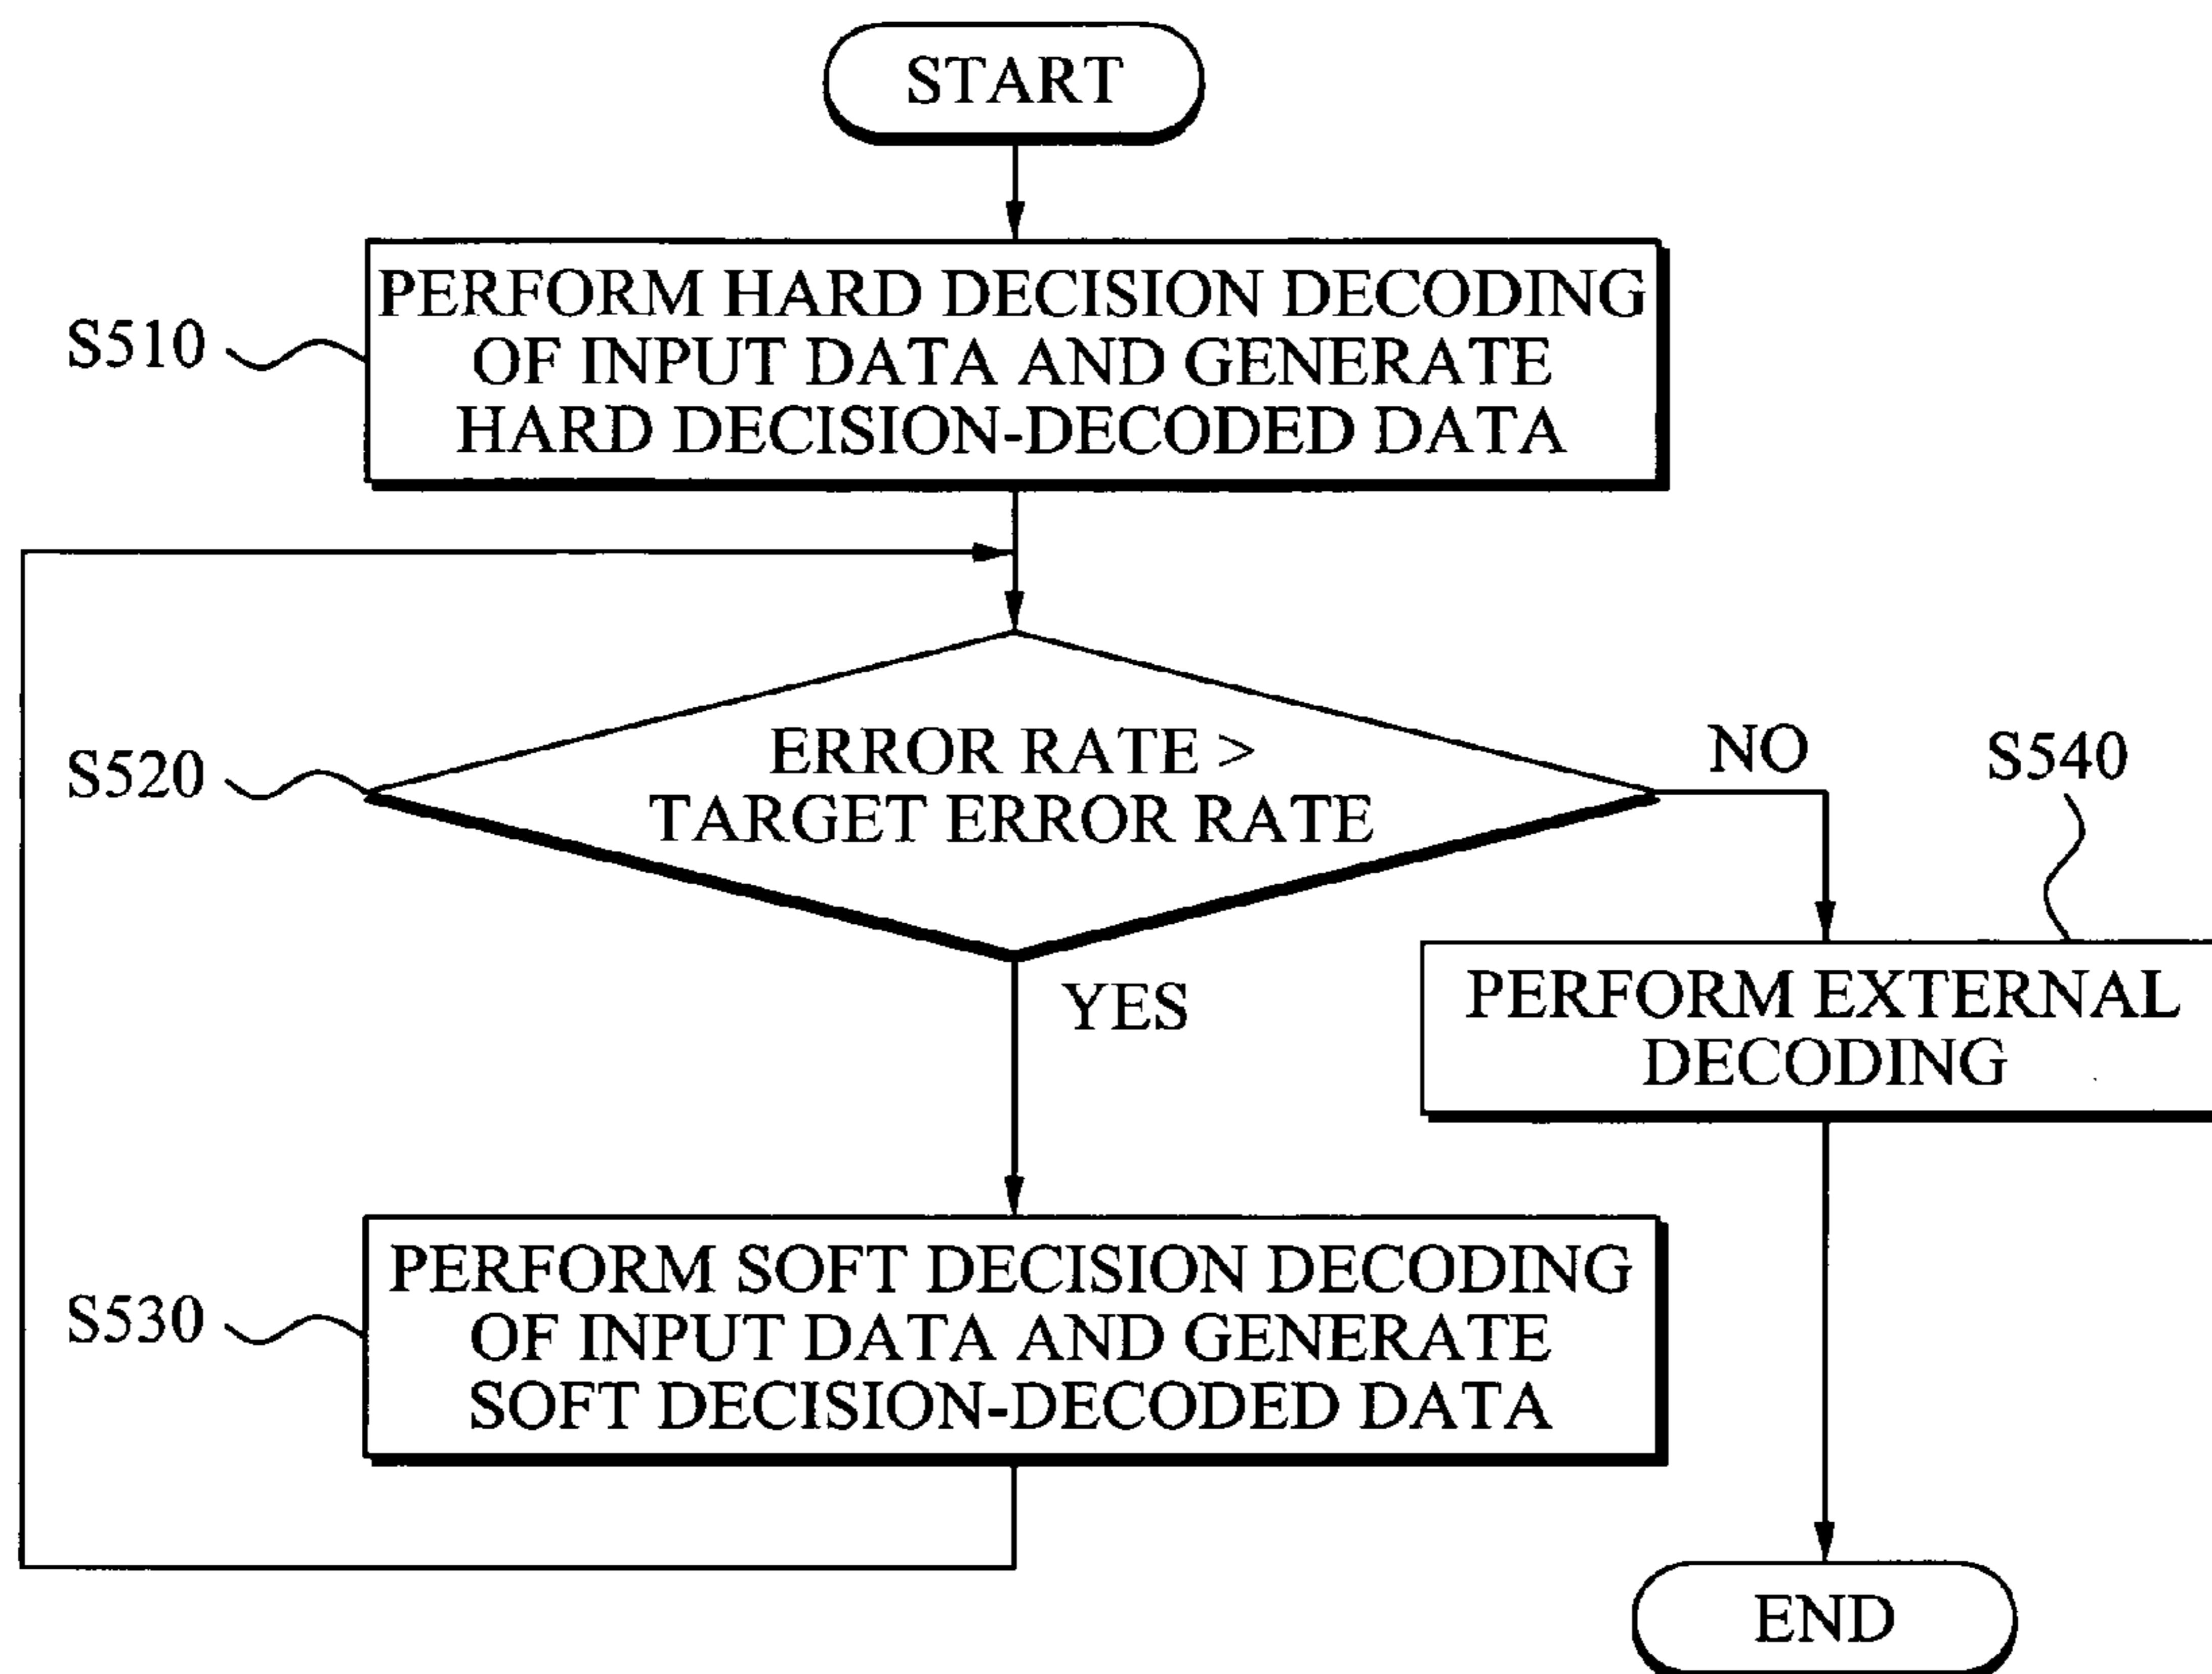 START
S510
PERFORM HARD DECISION DECODING
OF INPUT DATA AND GENERATE
HARD DECISION-DECODED DATA
S520
ERROR RATE >
TARGET ERROR RATE
NO
S540
YES
PERFORM EXTERNAL
DECODING
S530
PERFORM SOFT DECISION DECODING
OF INPUT DATA AND GENERATE
SOFT DECISION-DECODED DATA
END